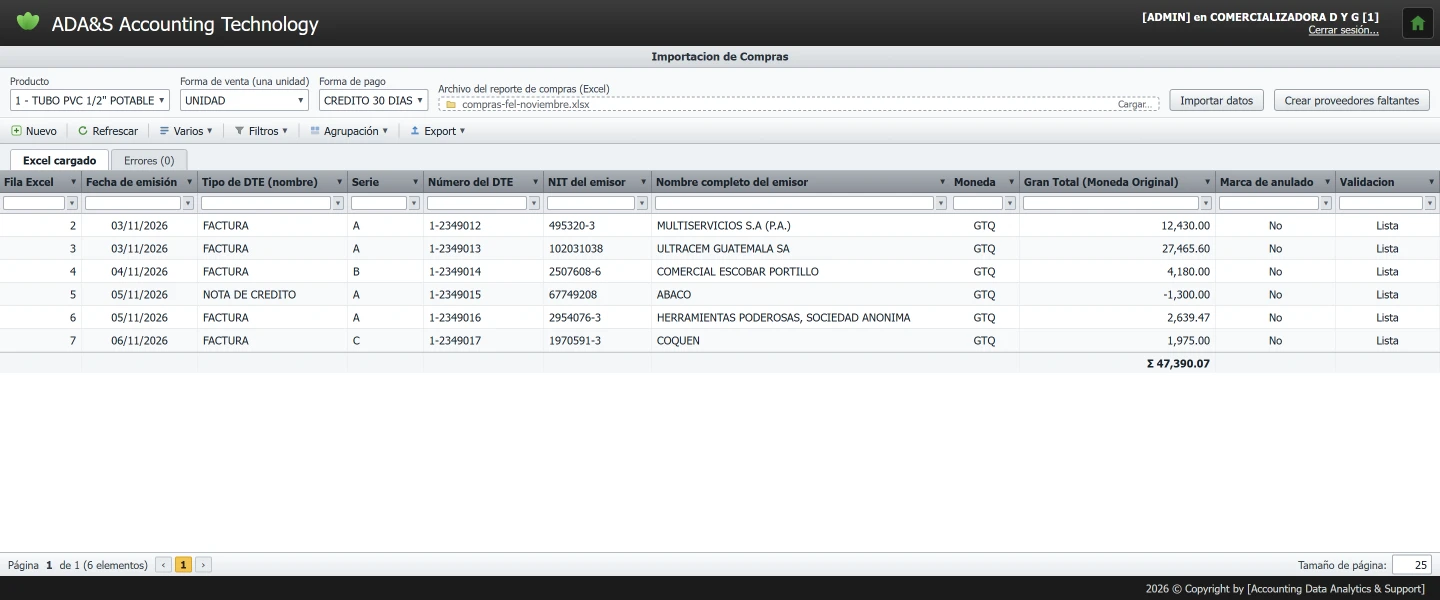 ADA&S Accounting Technology
[ADMIN] en COMERCIALIZADORA D Y G [1]
Cerrar sesión...
Importacion de Compras
Producto Forma de venta (una unidad) Forma de pago Archivo del reporte de compras (Excel)
1 - TUBO PVC 1/2" POTABLE UNIDAD CREDITO 30 DIAS compras-fel-noviembre.xlsx Cargar... Importar datos Crear proveedores faltantes
Nuevo Refrescar Varios Filtros Agrupación Export
Excel cargado Errores (0)
Fila Excel Fecha de emisión Tipo de DTE (nombre) Serie Número del DTE NIT del emisor Nombre completo del emisor Moneda Gran Total (Moneda Original) Marca de anulado Validacion
2 03/11/2026 FACTURA A 1-2349012 495320-3 MULTISERVICIOS S.A (P.A.) GTQ 12,430.00 No Lista
3 03/11/2026 FACTURA A 1-2349013 102031038 ULTRACEM GUATEMALA SA GTQ 27,465.60 No Lista
4 04/11/2026 FACTURA B 1-2349014 2507608-6 COMERCIAL ESCOBAR PORTILLO GTQ 4,180.00 No Lista
5 05/11/2026 NOTA DE CREDITO A 1-2349015 67749208 ABACO GTQ -1,300.00 No Lista
6 05/11/2026 FACTURA A 1-2349016 2954076-3 HERRAMIENTAS PODEROSAS, SOCIEDAD ANONIMA GTQ 2,639.47 No Lista
7 06/11/2026 FACTURA C 1-2349017 1970591-3 COQUEN GTQ 1,975.00 No Lista
Σ 47,390.07
Página 1 de 1 (6 elementos) ‹ 1 › Tamaño de página: 25
2026 © Copyright by [Accounting Data Analytics & Support]